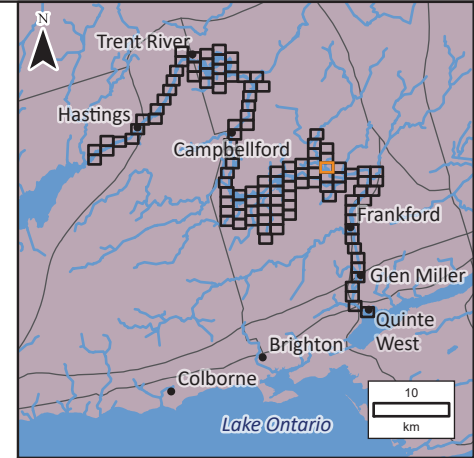 N
Trent River
Hastings
Campbellford
Frankford
Glen Miller
Quinte
West
Brighton
Colborne
10
km
Lake Ontario